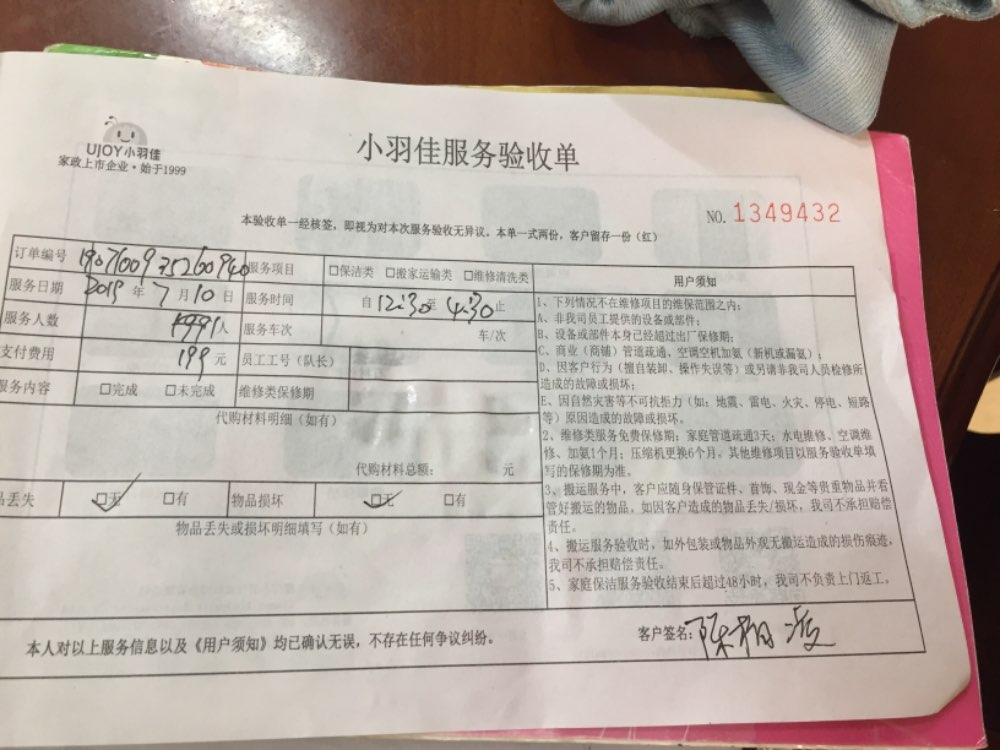 UJOY小羽佳
家政上市企业·始于1999
小羽佳服务验收单
本验收单一经核签，即视为对本次服务验收无异议。本单一式两份，客户留存一份（红）
NO.1349432
订单编号 服务项目 □保洁类 □搬家运输类 □维修清洗类
服务日期 2019年7月10日 服务时间 自12:30至4:30止
服务人数 人 服务车次 车/次
支付费用 199元 员工工号（队长）
服务内容 □完成 □未完成 维修类保修期
代购材料明细（如有）
代购材料总额： 元
品丢失 □无 □有 物品损坏 □无 □有
物品丢失或损坏明细填写（如有）
用户须知
1、下列情况不在维修项目的维保范围之内；
A、非我司员工提供的设备或部件；
B、设备或部件本身已经超过出厂保修期；
C、商业（商铺）管道疏通、空调空机加氨（新机或漏氨）；
D、因客户行为（擅自装卸、操作失误等）或另请非我司人员检修所
造成的故障或损坏；
E、因自然灾害等不可抗拒力（如：地震、雷电、火灾、停电、短路
等）原因造成的故障或损坏。
2、维修类服务免费保修期：家庭管道疏通3天；水电维修、空调维
修、加氨1个月；压缩机更换6个月。其他维修项目以服务验收单填
写的保修期为准。
3、搬运服务中，客户应随身保管证件、首饰、现金等贵重物品并看
管好搬运的物品，如因客户造成的物品丢失/损坏，我司不承担赔偿
责任。
4、搬运服务验收时，如外包装或物品外观无搬运造成的损伤痕迹，
我司不承担赔偿责任。
5、家庭保洁服务验收结束后超过48小时，我司不负责上门返工。
本人对以上服务信息以及《用户须知》均已确认无误，不存在任何争议纠纷。
客户签名：陈